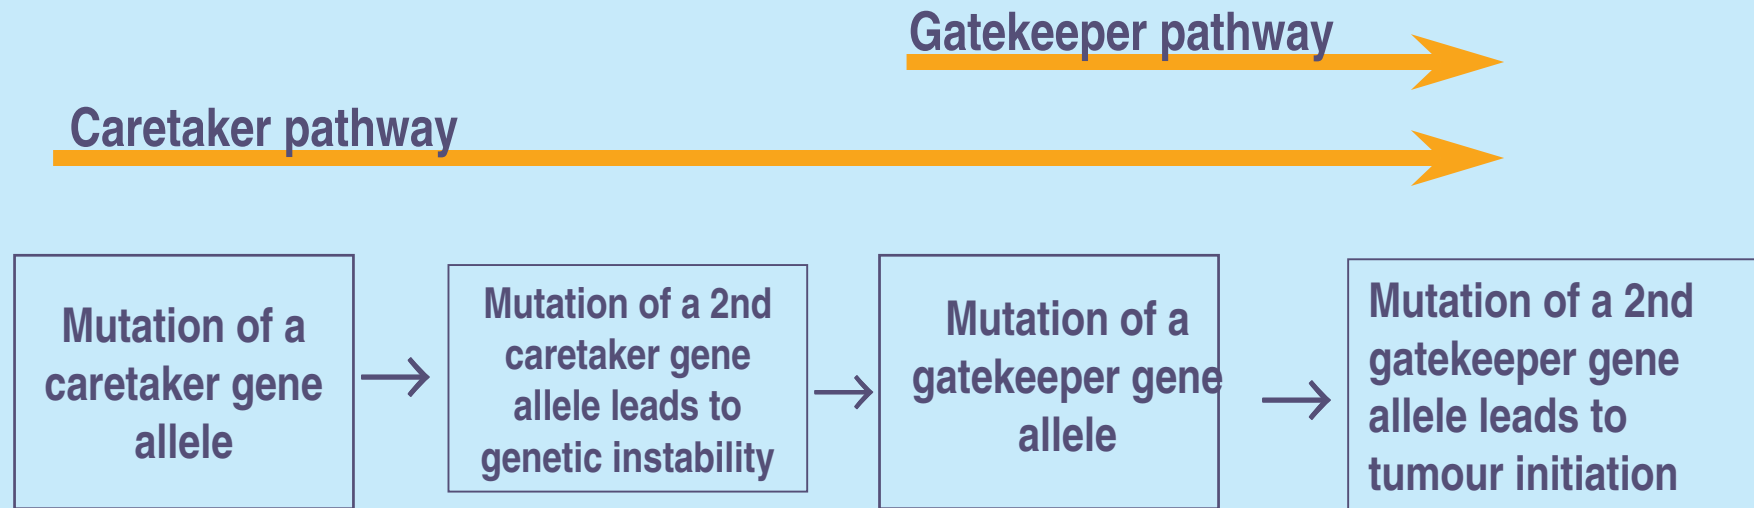 Gatekeeper pathway
Caretaker pathway
Mutation of a
caretaker gene
allele
Mutation of a 2nd
caretaker gene
allele leads to
genetic instability
Mutation of a
gatekeeper gene
allele
Mutation of a 2nd
gatekeeper gene
allele leads to
tumour initiation